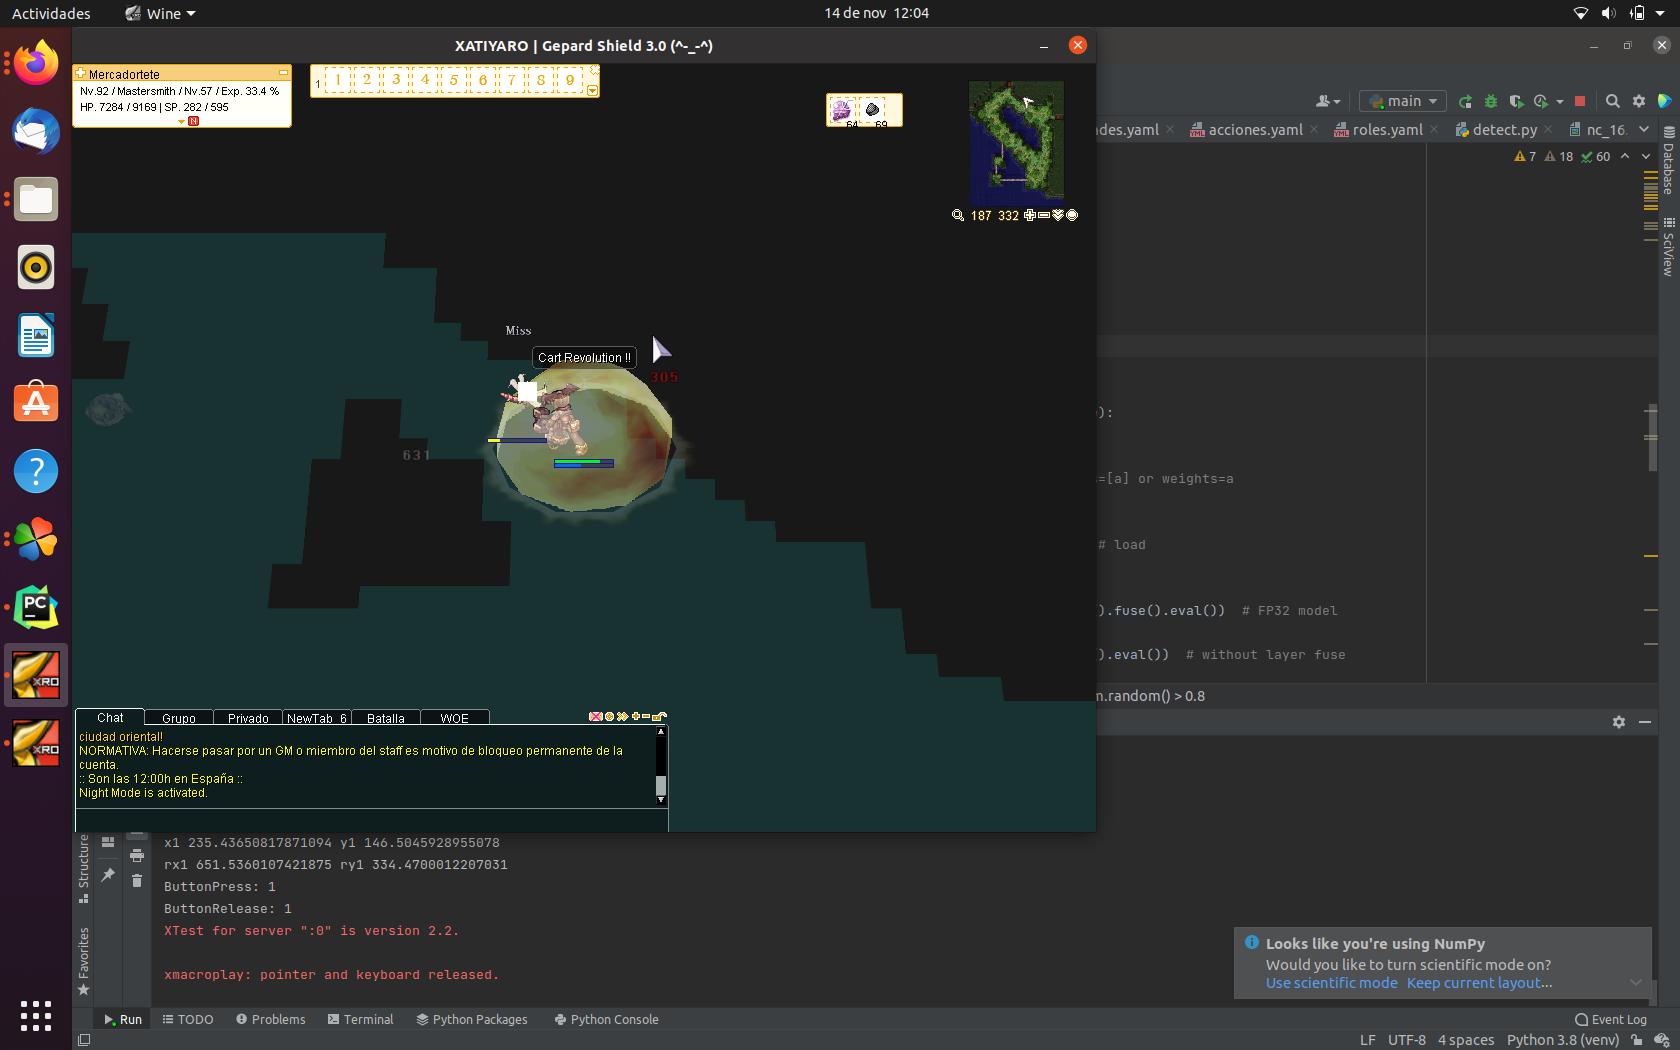 Actividades
Wine
14 de nov 12:04
XATIYARO | Gepard Shield 3.0 (^-_-^)
Mercadortete
Nv.92 / Mastersmith / Nv.57 / Exp. 33.4 %
HP. 7284 / 9169 | SP. 282 / 595
N
1
1 2 3 4 5 6 7 8 9
64 69
187 332
main
des.yaml
acciones.yaml
roles.yaml
detect.py
nc_16.
7 18 60
Database
SciView
Miss
Cart Revolution !!
305
631
):
=[a] or weights=a
# load
).fuse().eval()) # FP32 model
).eval()) # without layer fuse
m.random() > 0.8
PC
XRO
XRO
Chat
Grupo
Privado
NewTab 6
Batalla
WOE
ciudad oriental!
NORMATIVA: Hacerse pasar por un GM o miembro del staff es motivo de bloqueo permanente de la
cuenta.
:: Son las 12:00h en España ::
Night Mode is activated.
x1 235.43650817871094 y1 146.5045928955078
rx1 651.5360107421875 ry1 334.4700012207031
ButtonPress: 1
ButtonRelease: 1
XTest for server ":0" is version 2.2.
xmacroplay: pointer and keyboard released.
Structure
Favorites
Looks like you're using NumPy
Would you like to turn scientific mode on?
Use scientific mode Keep current layout...
Run
TODO
Problems
Terminal
Python Packages
Python Console
Event Log
LF UTF-8 4 spaces Python 3.8 (venv)